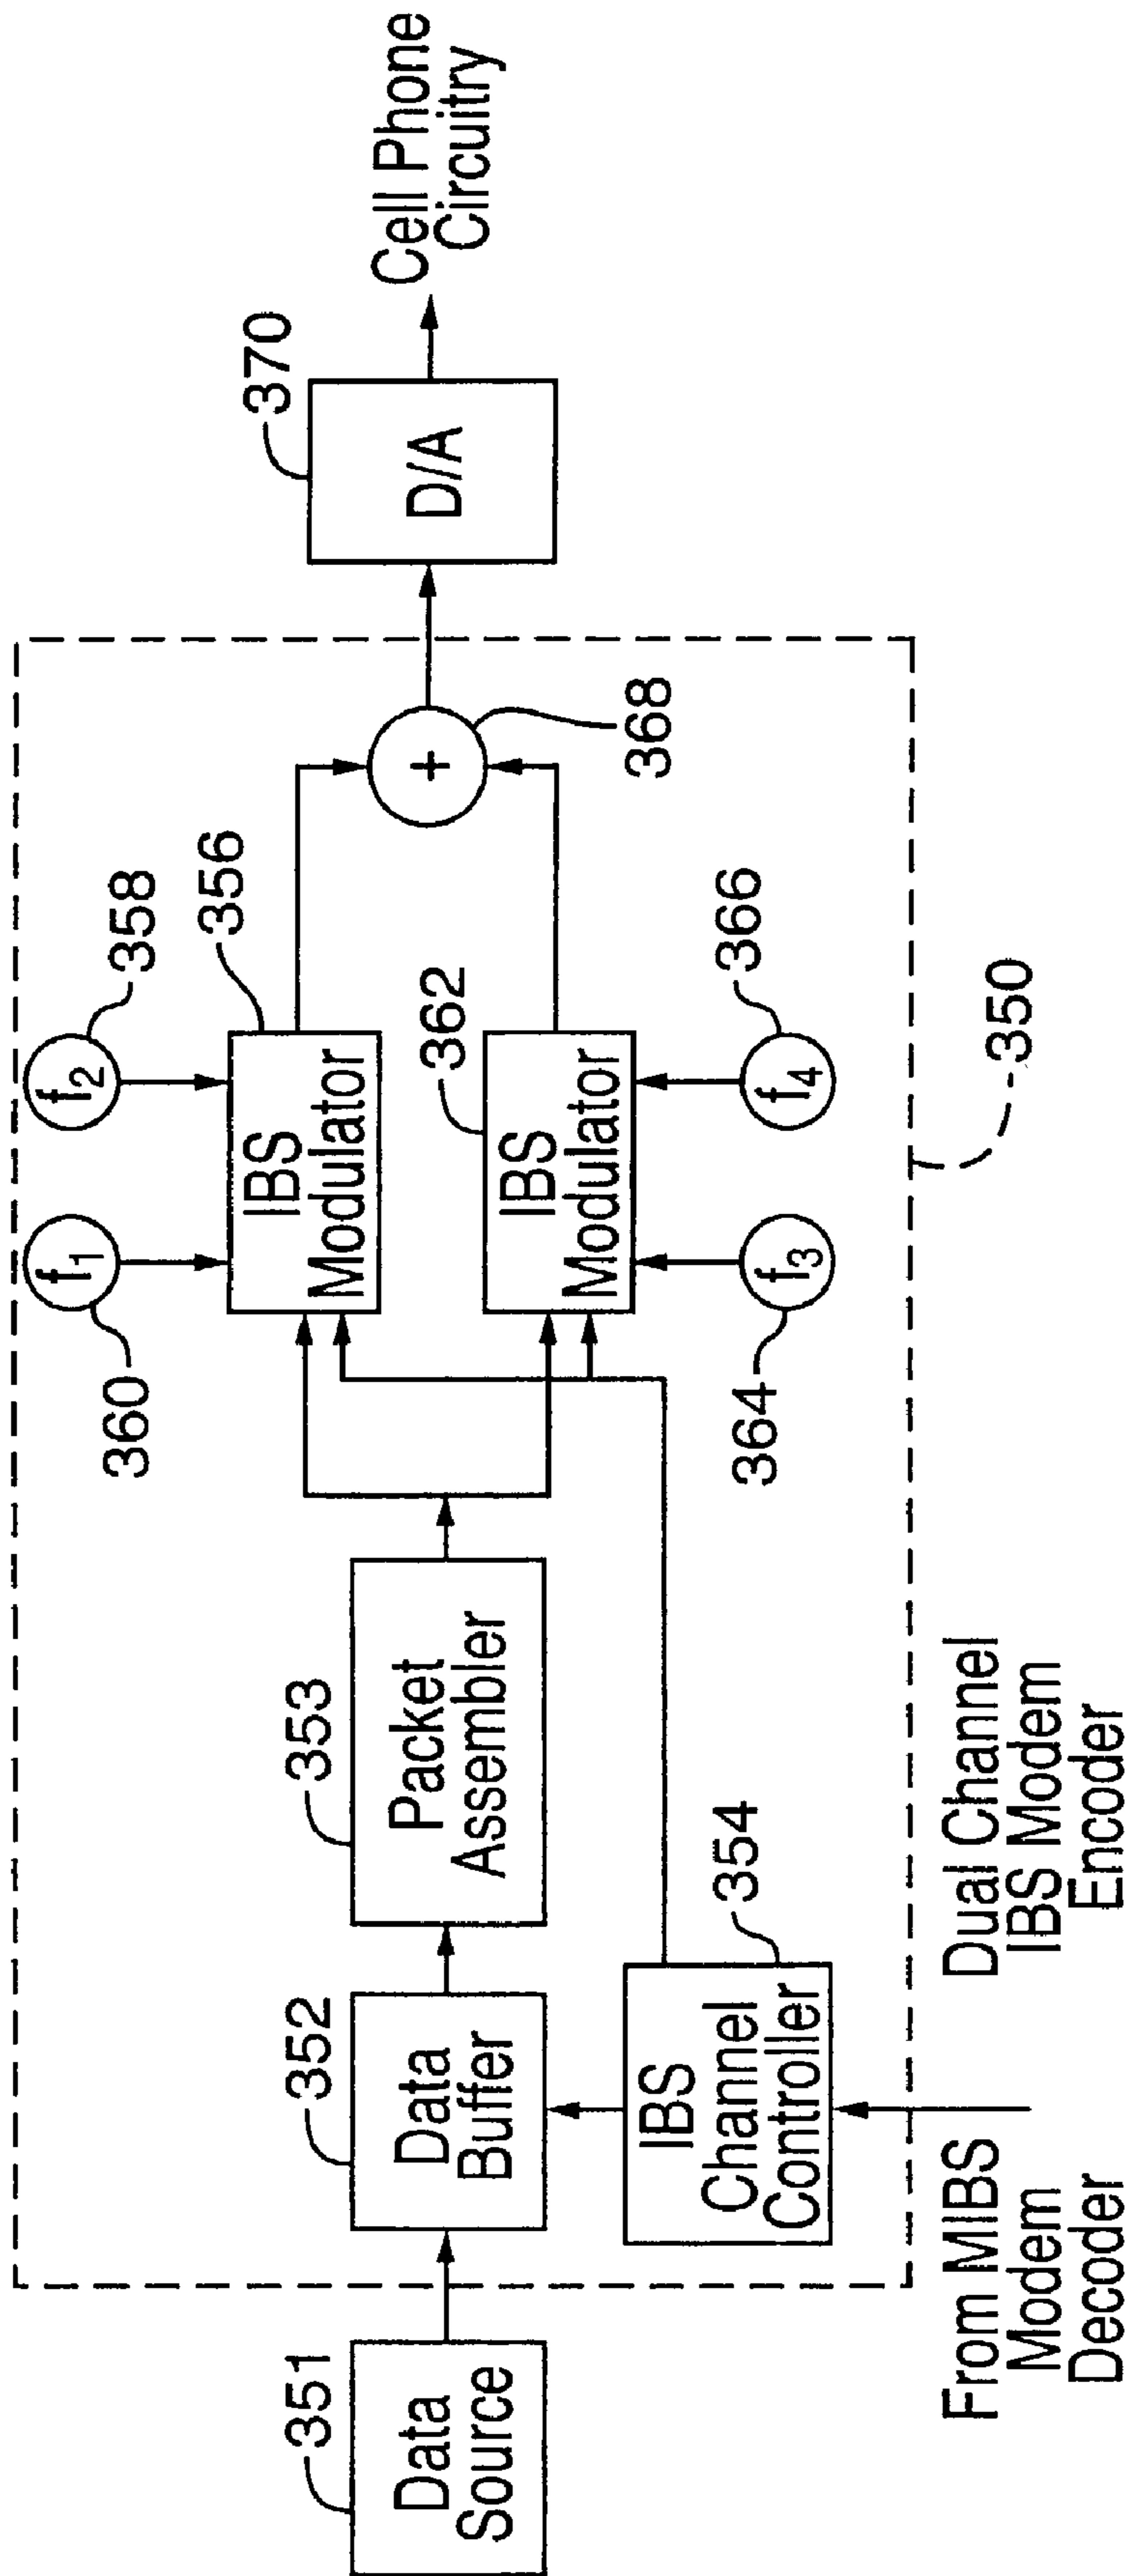 351
Data
Source
352
Data
Buffer
353
Packet
Assembler
IBS
Channel
Controller
354
From MIBS
Modem
Decoder
Dual Channel
IBS Modem
Encoder
360
f1
f2
358
IBS
Modulator
356
362
IBS
Modulator
364
f3
f4
366
350
+
368
370
D/A
Cell Phone
Circuitry